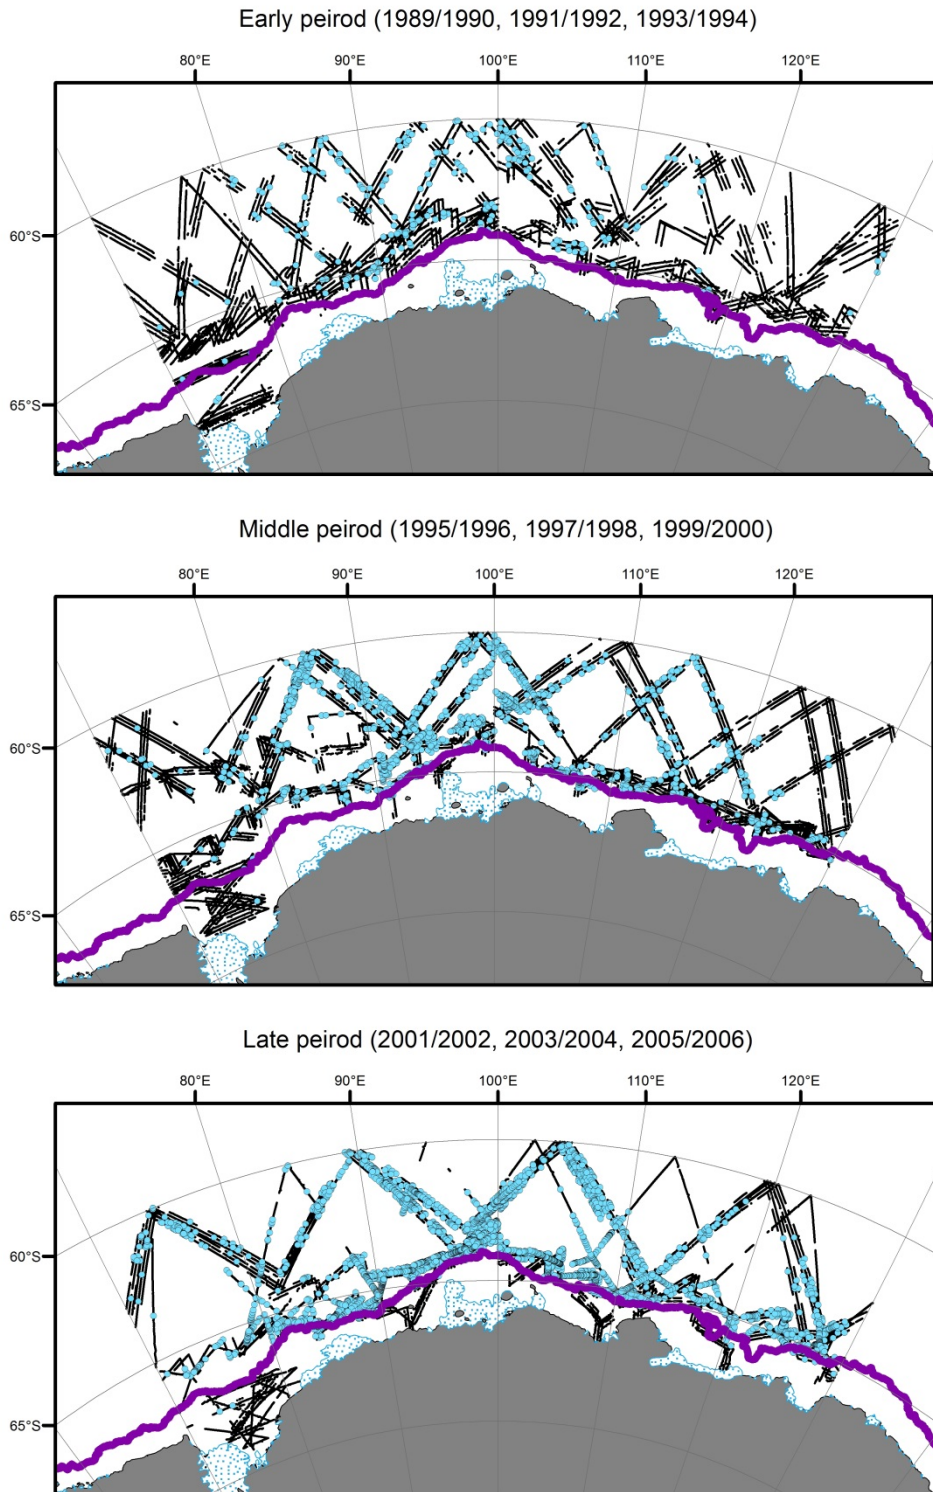 Early peirod (1989/1990, 1991/1992, 1993/1994)
80°E 90°E 100°E 110°E 120°E
60°S
65°S
Middle peirod (1995/1996, 1997/1998, 1999/2000)
80°E 90°E 100°E 110°E 120°E
60°S
65°S
Late peirod (2001/2002, 2003/2004, 2005/2006)
80°E 90°E 100°E 110°E 120°E
60°S
65°S